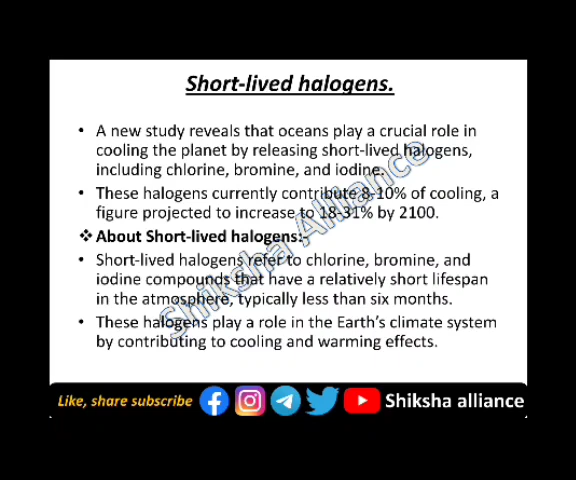 Short-lived halogens.
• A new study reveals that oceans play a crucial role in
cooling the planet by releasing short-lived halogens,
including chlorine, bromine, and iodine.
• These halogens currently contribute 8-10% of cooling, a
figure projected to increase to 18-31% by 2100.
❖ About Short-lived halogens:-
• Short-lived halogens refer to chlorine, bromine, and
iodine compounds that have a relatively short lifespan
in the atmosphere, typically less than six months.
• These halogens play a role in the Earth's climate system
by contributing to cooling and warming effects.
Shiksha Alliance
Like, share subscribe
Shiksha alliance